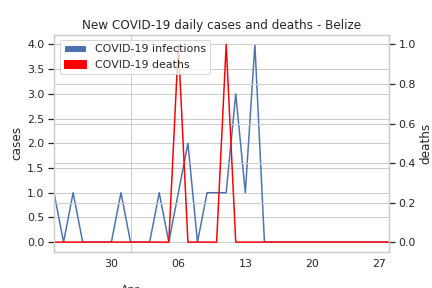 New COVID-19 daily cases and deaths - Belize
COVID-19 infections
COVID-19 deaths
4.0
3.5
3.0
2.5
2.0
1.5
1.0
0.5
0.0
cases
1.0
0.8
0.6
0.4
0.2
0.0
deaths
30 06 13 20 27